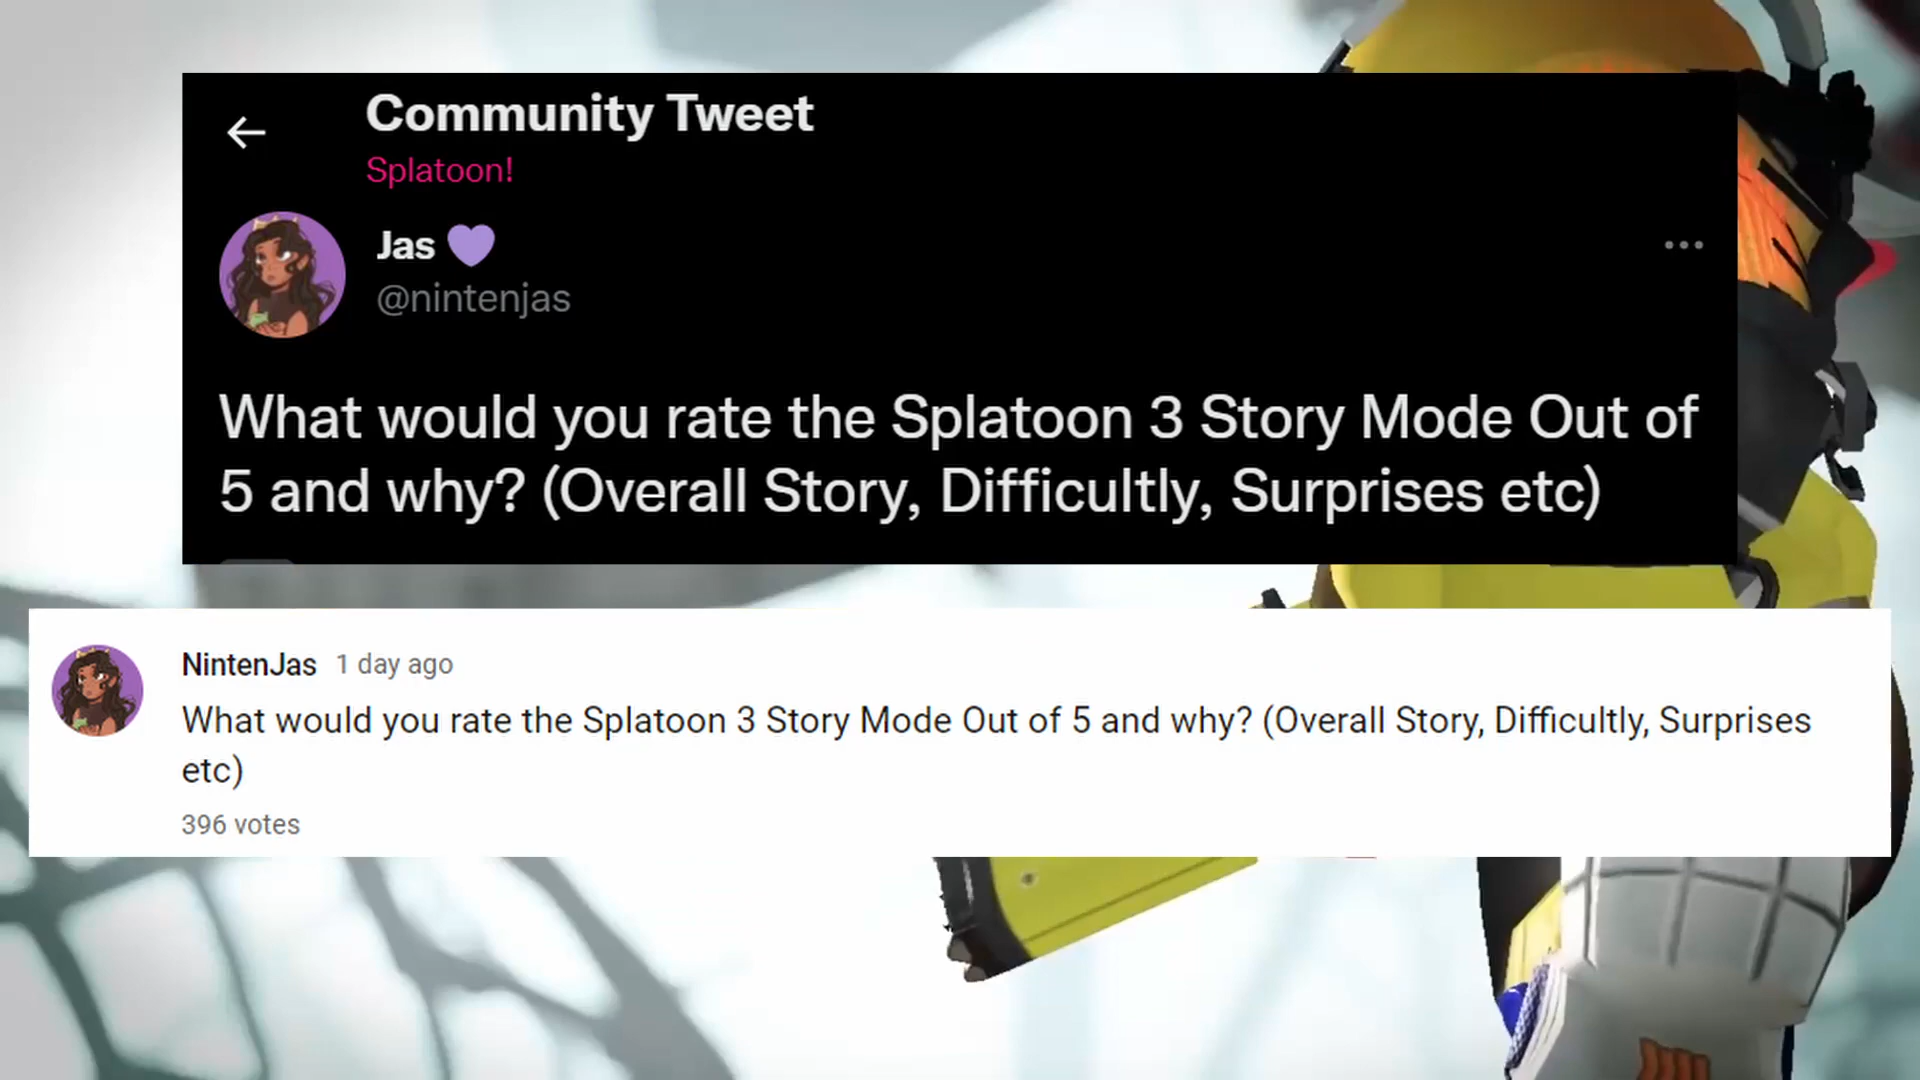 Community Tweet
Splatoon!
Jas 💜
@nintenjas
What would you rate the Splatoon 3 Story Mode Out of
5 and why? (Overall Story, Difficultly, Surprises etc)
NintenJas 1 day ago
What would you rate the Splatoon 3 Story Mode Out of 5 and why? (Overall Story, Difficultly, Surprises
etc)
396 votes